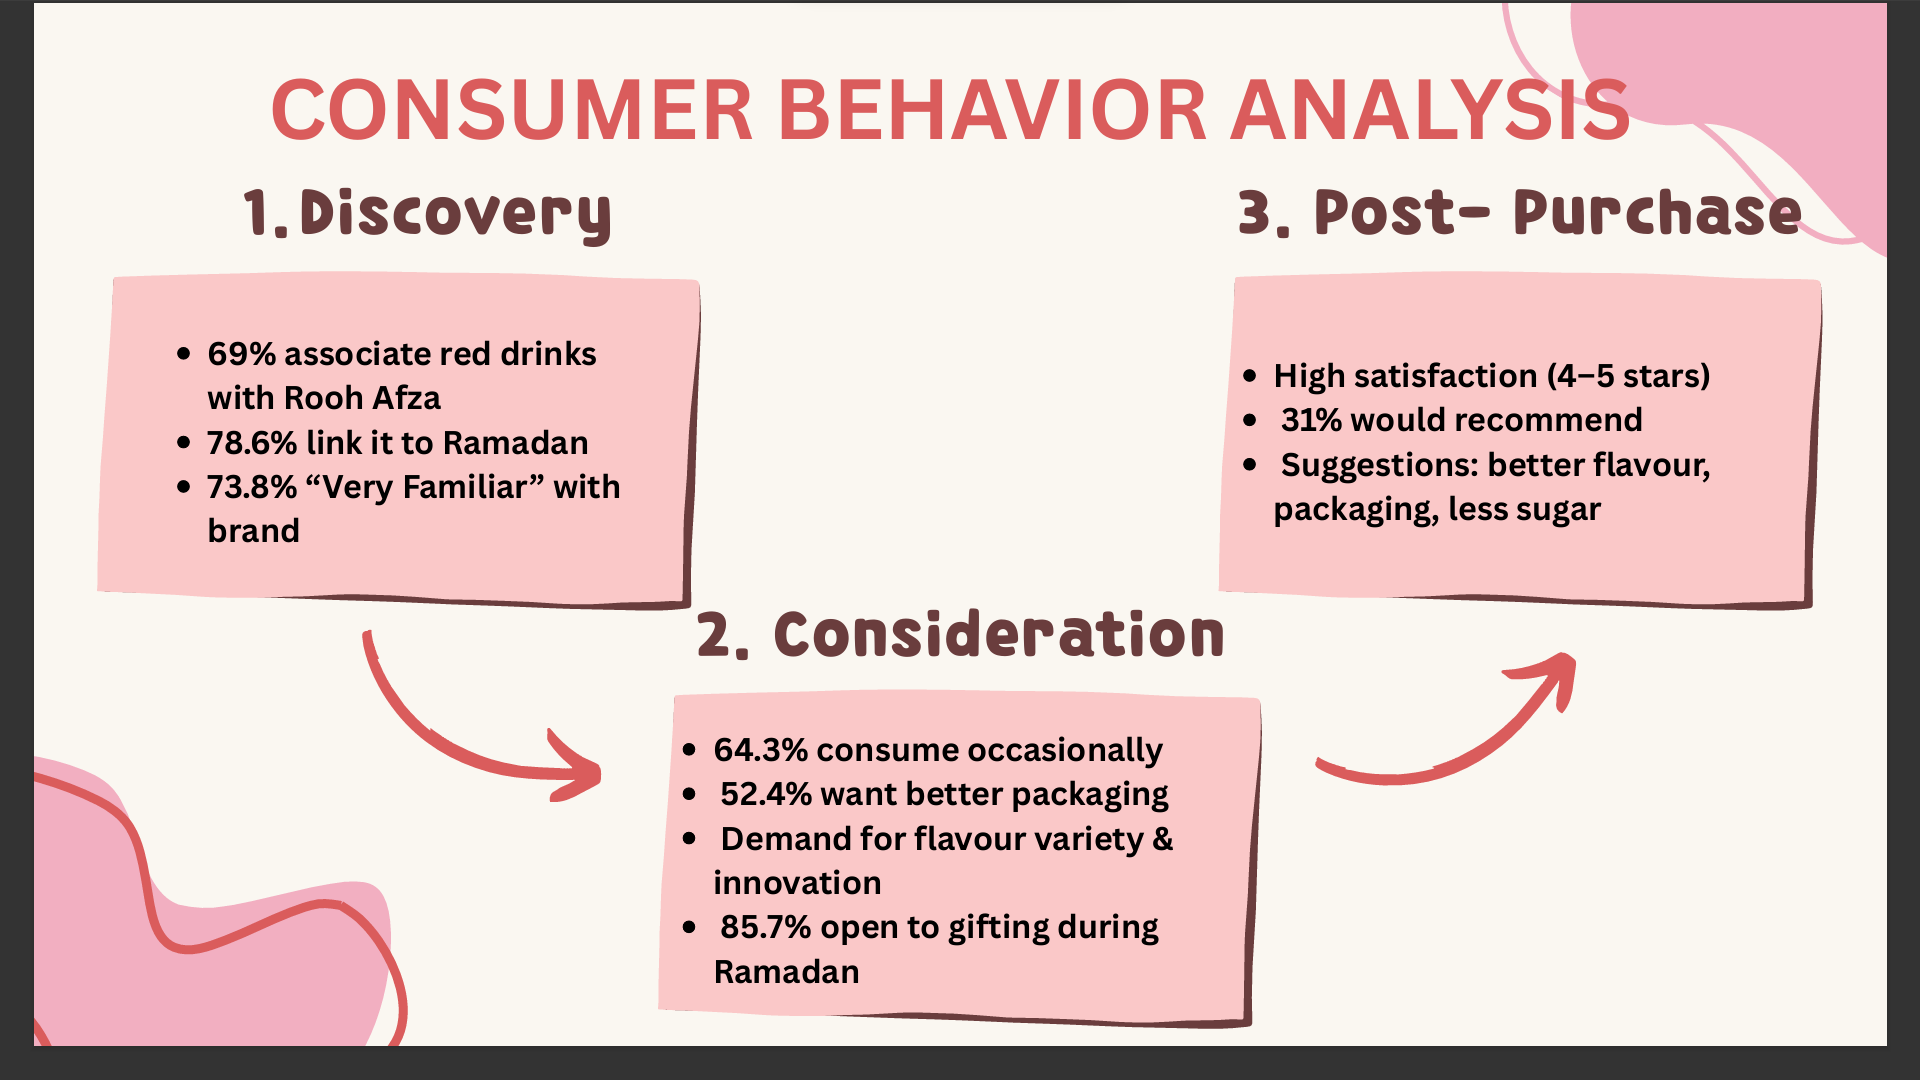 CONSUMER BEHAVIOR ANALYSIS
1. Discovery
• 69% associate red drinks
with Rooh Afza
• 78.6% link it to Ramadan
• 73.8% “Very Familiar” with
brand
2. Consideration
• 64.3% consume occasionally
• 52.4% want better packaging
• Demand for flavour variety &
innovation
• 85.7% open to gifting during
Ramadan
3. Post- Purchase
• High satisfaction (4–5 stars)
• 31% would recommend
• Suggestions: better flavour,
packaging, less sugar